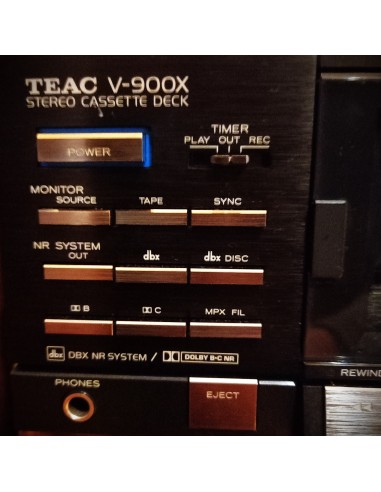 TEAC V-900X
STEREO CASSETTE DECK
POWER
TIMER
PLAY OUT REC
MONITOR
SOURCE TAPE SYNC
NR SYSTEM
OUT dbx dbx DISC
B C MPX FIL
dbx DBX NR SYSTEM / DOLBY B-C NR
PHONES
EJECT
REWIND